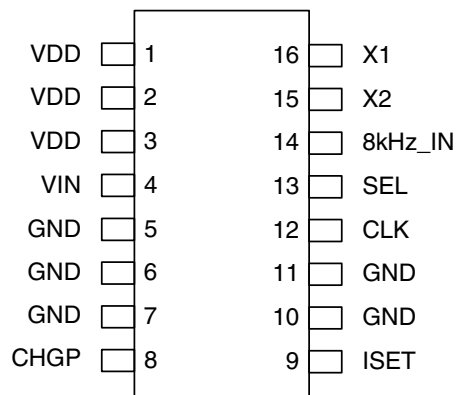 VDD 1 16 X1
VDD 2 15 X2
VDD 3 14 8kHz_IN
VIN 4 13 SEL
GND 5 12 CLK
GND 6 11 GND
GND 7 10 GND
CHGP 8 9 ISET